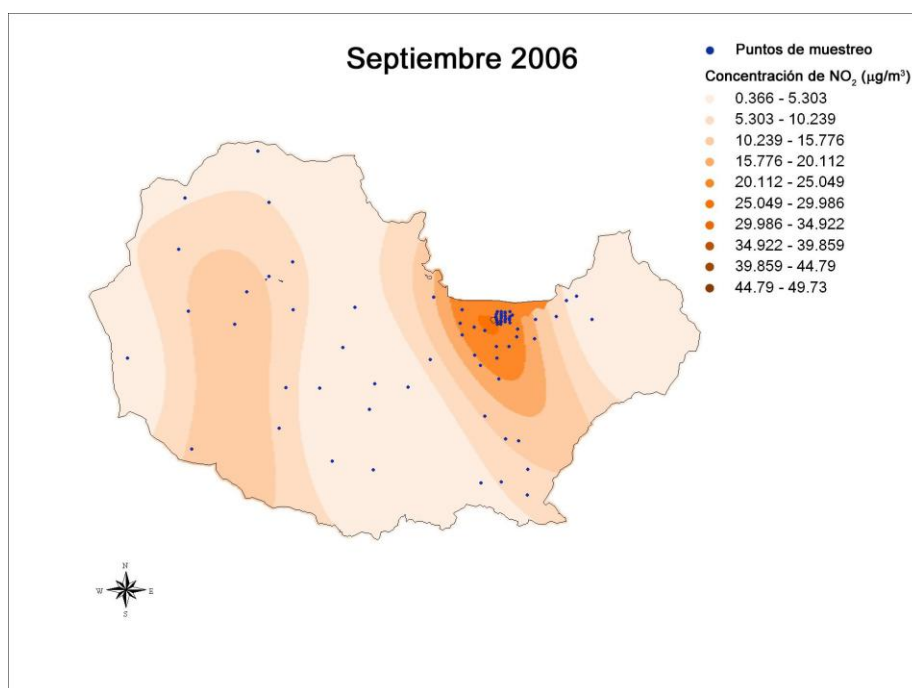 Septiembre 2006
Puntos de muestreo
Concentración de NO₂ (µg/m³)
0.366 - 5.303
5.303 - 10.239
10.239 - 15.776
15.776 - 20.112
20.112 - 25.049
25.049 - 29.986
29.986 - 34.922
34.922 - 39.859
39.859 - 44.79
44.79 - 49.73
N
W E
S